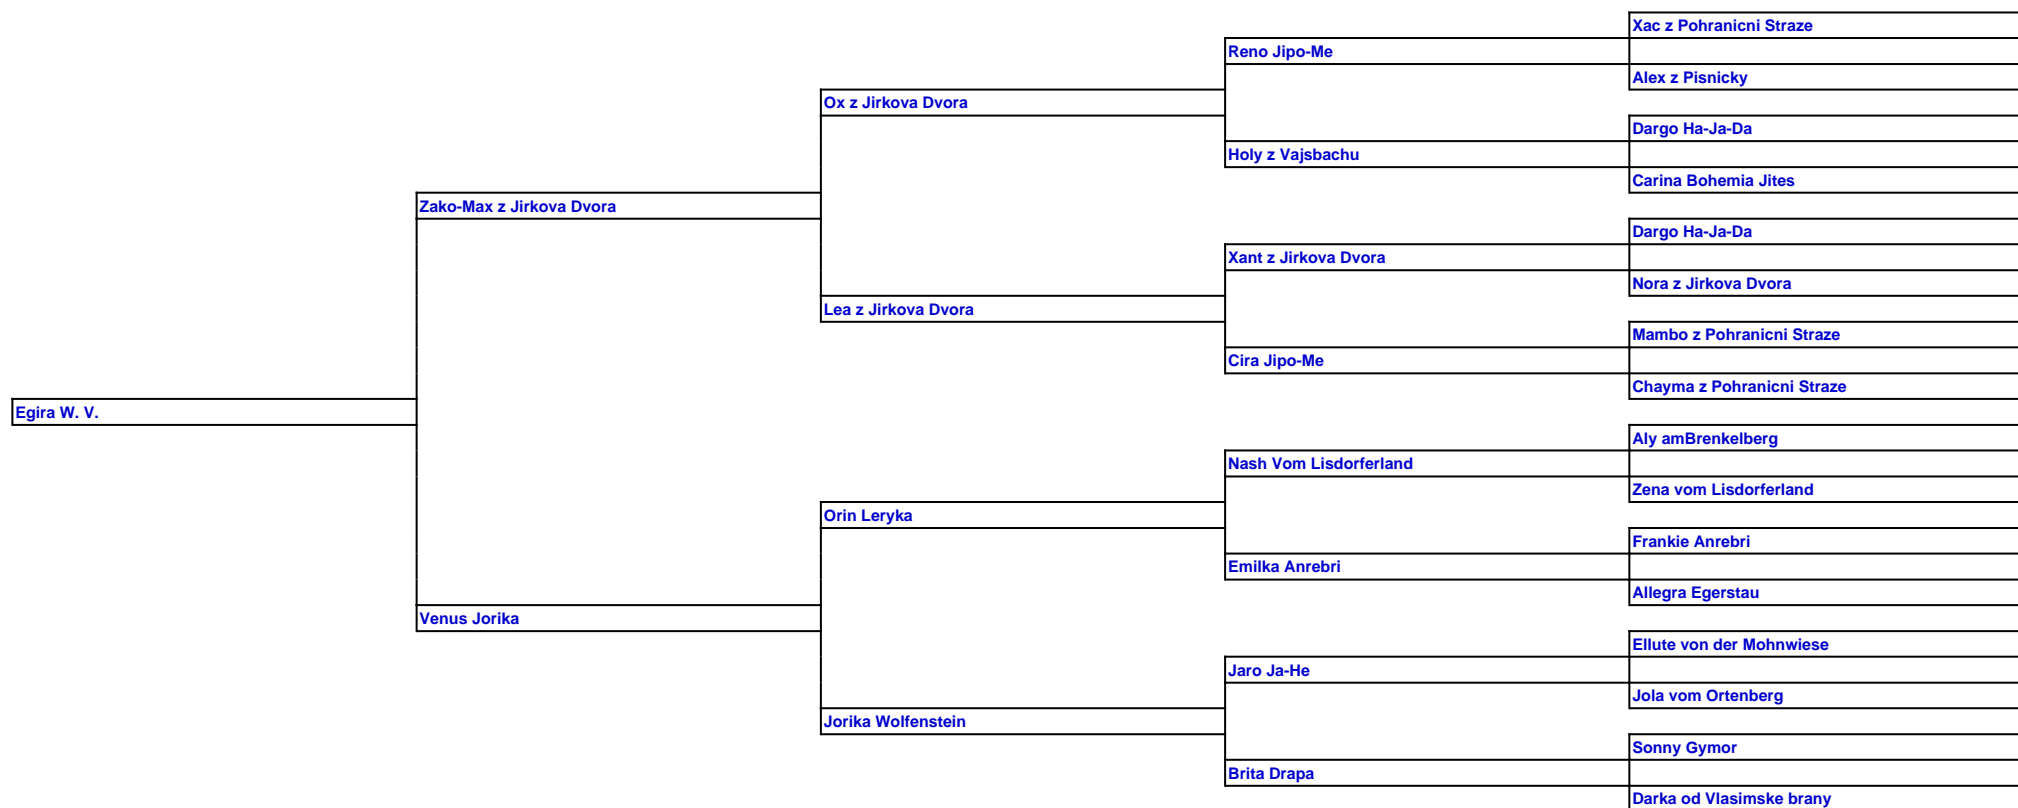 Xac z Pohranicni Straze
Reno Jipo-Me
Alex z Pisnicky
Ox z Jirkova Dvora
Dargo Ha-Ja-Da
Holy z Vajsbachu
Carina Bohemia Jites
Zako-Max z Jirkova Dvora
Dargo Ha-Ja-Da
Xant z Jirkova Dvora
Nora z Jirkova Dvora
Lea z Jirkova Dvora
Mambo z Pohranicni Straze
Cira Jipo-Me
Chayma z Pohranicni Straze
Egira W. V.
Aly amBrenkelberg
Nash Vom Lisdorferland
Zena vom Lisdorferland
Orin Leryka
Frankie Anrebri
Emilka Anrebri
Allegra Egerstau
Venus Jorika
Ellute von der Mohnwiese
Jaro Ja-He
Jola vom Ortenberg
Jorika Wolfenstein
Sonny Gymor
Brita Drapa
Darka od Vlasimske brany